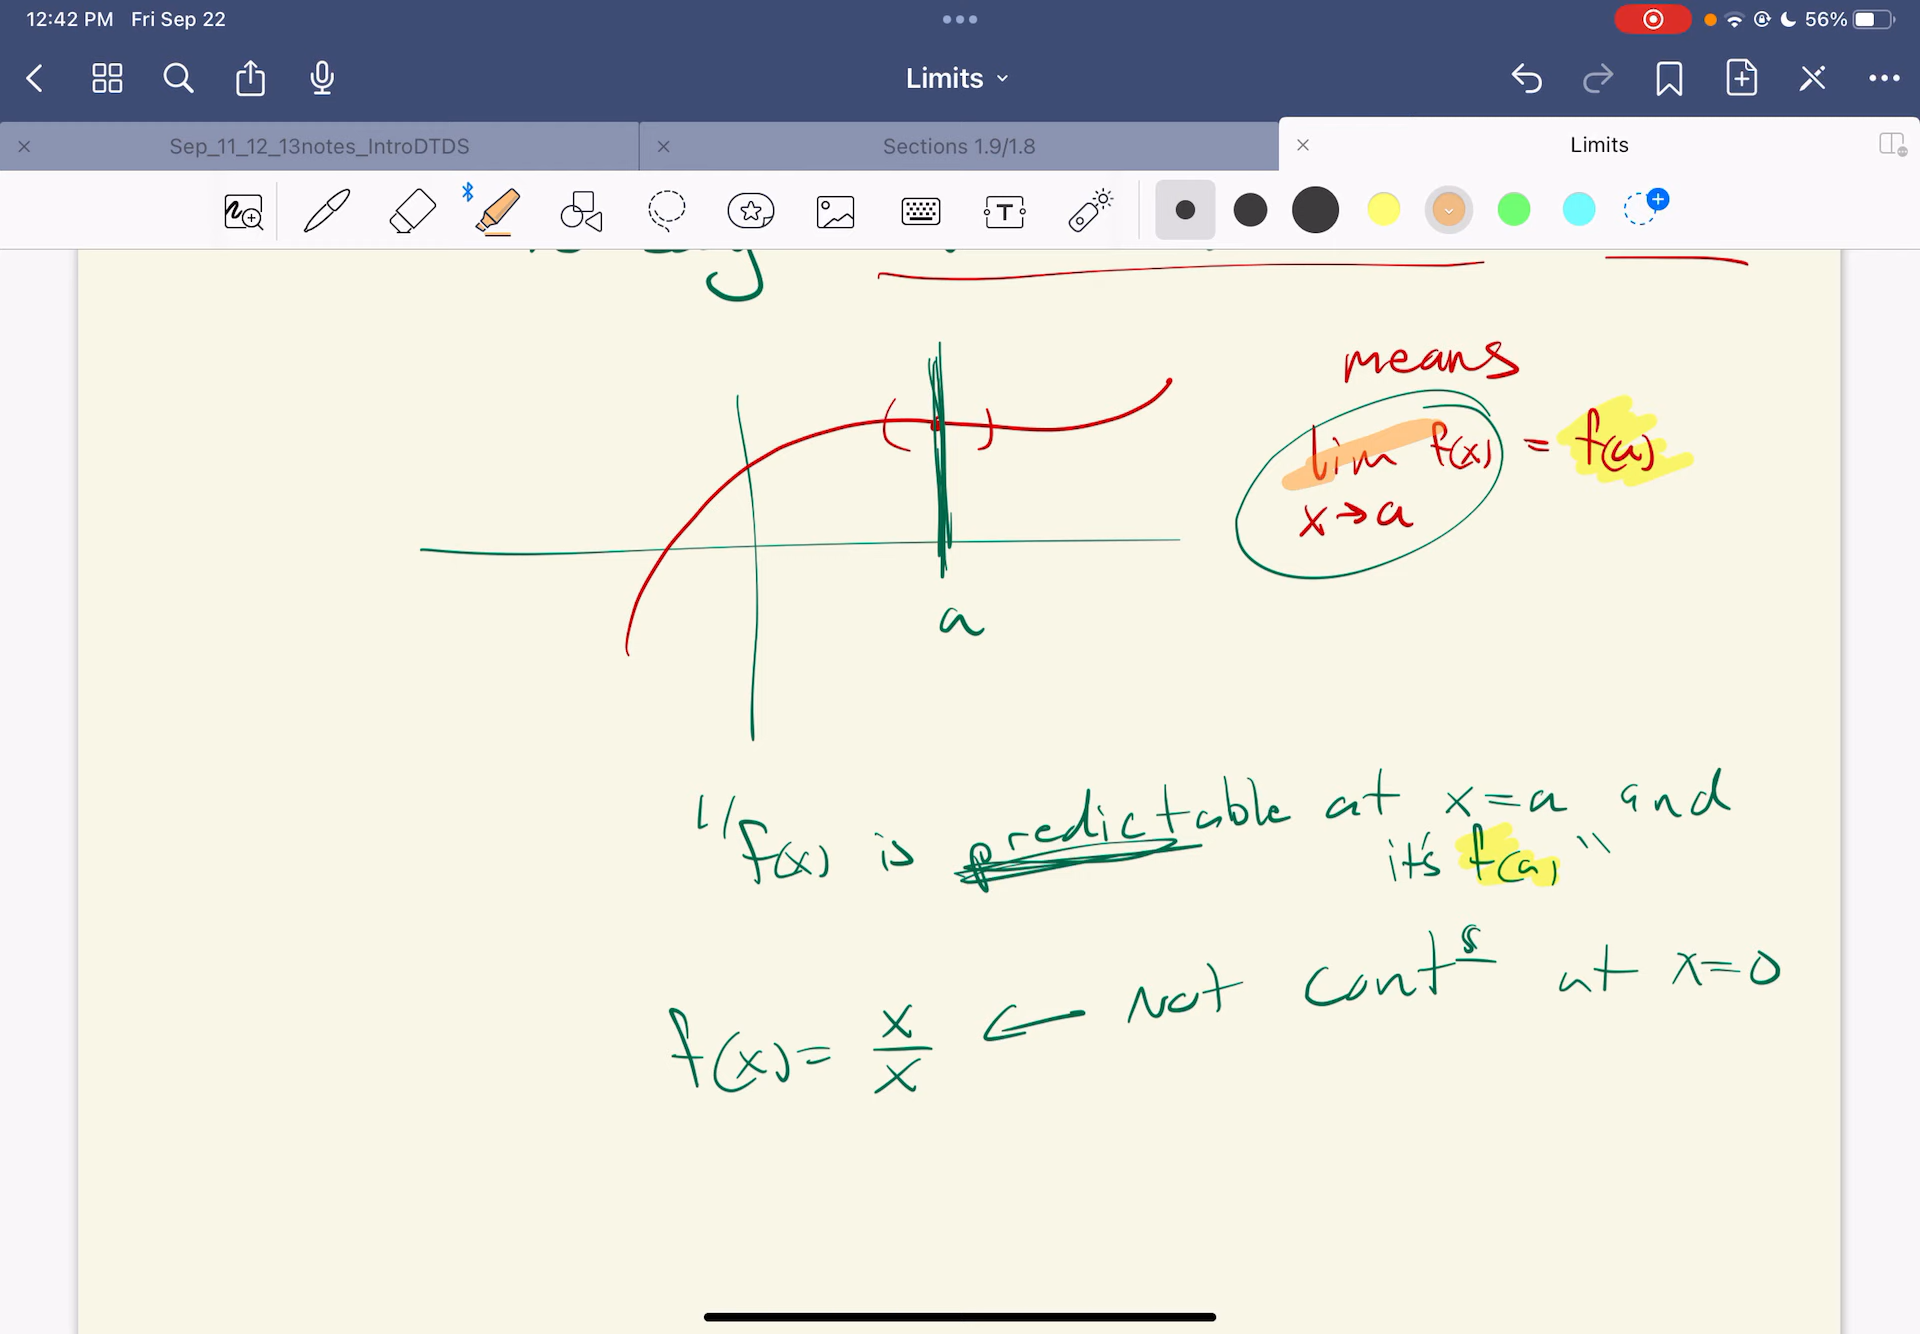 12:42 PM Fri Sep 22
56%
Limits
Sep_11_12_13notes_IntroDTDS
Sections 1.9/1.8
Limits
T
means
lim f(x) = f(a)
x→a
a
"f(x) is predictable at x=a and
it's f(a)"
f(x) = x/x ← Not cont^s at x=0